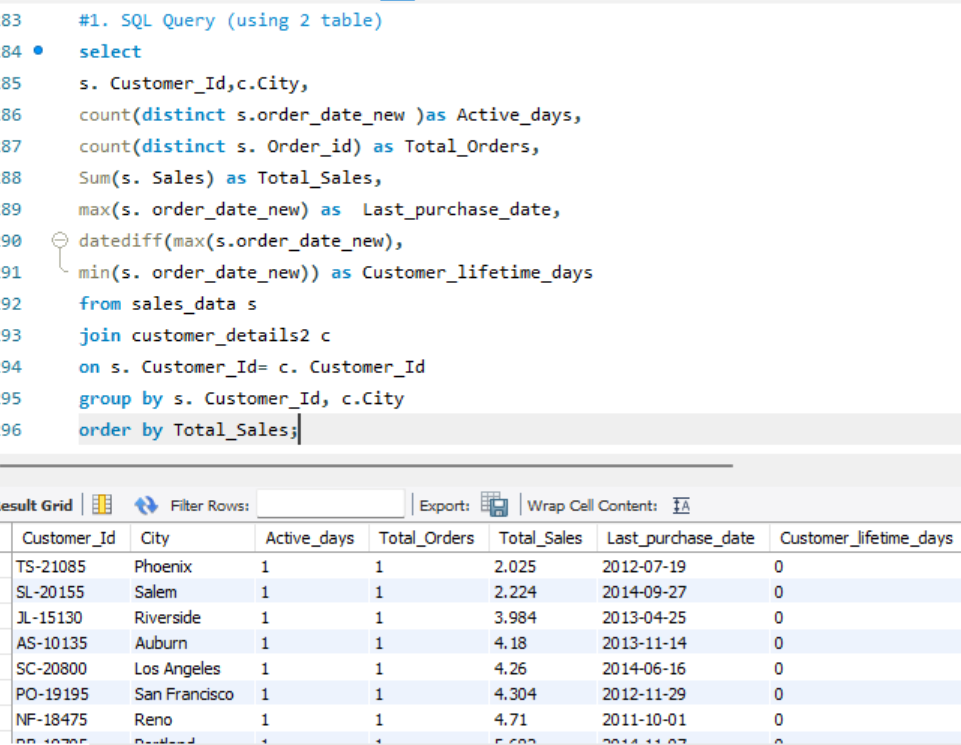 83 #1. SQL Query (using 2 table)
84 select
85 s. Customer_Id,c.City,
86 count(distinct s.order_date_new )as Active_days,
87 count(distinct s. Order_id) as Total_Orders,
88 Sum(s. Sales) as Total_Sales,
89 max(s. order_date_new) as  Last_purchase_date,
90 datediff(max(s.order_date_new),
91 min(s. order_date_new)) as Customer_lifetime_days
92 from sales_data s
93 join customer_details2 c
94 on s. Customer_Id= c. Customer_Id
95 group by s. Customer_Id, c.City
96 order by Total_Sales;
esult Grid Filter Rows: Export: Wrap Cell Content: IA
Customer_Id City Active_days Total_Orders Total_Sales Last_purchase_date Customer_lifetime_days
TS-21085 Phoenix 1 1 2.025 2012-07-19 0
SL-20155 Salem 1 1 2.224 2014-09-27 0
JL-15130 Riverside 1 1 3.984 2013-04-25 0
AS-10135 Auburn 1 1 4.18 2013-11-14 0
SC-20800 Los Angeles 1 1 4.26 2014-06-16 0
PO-19195 San Francisco 1 1 4.304 2012-11-29 0
NF-18475 Reno 1 1 4.71 2011-10-01 0